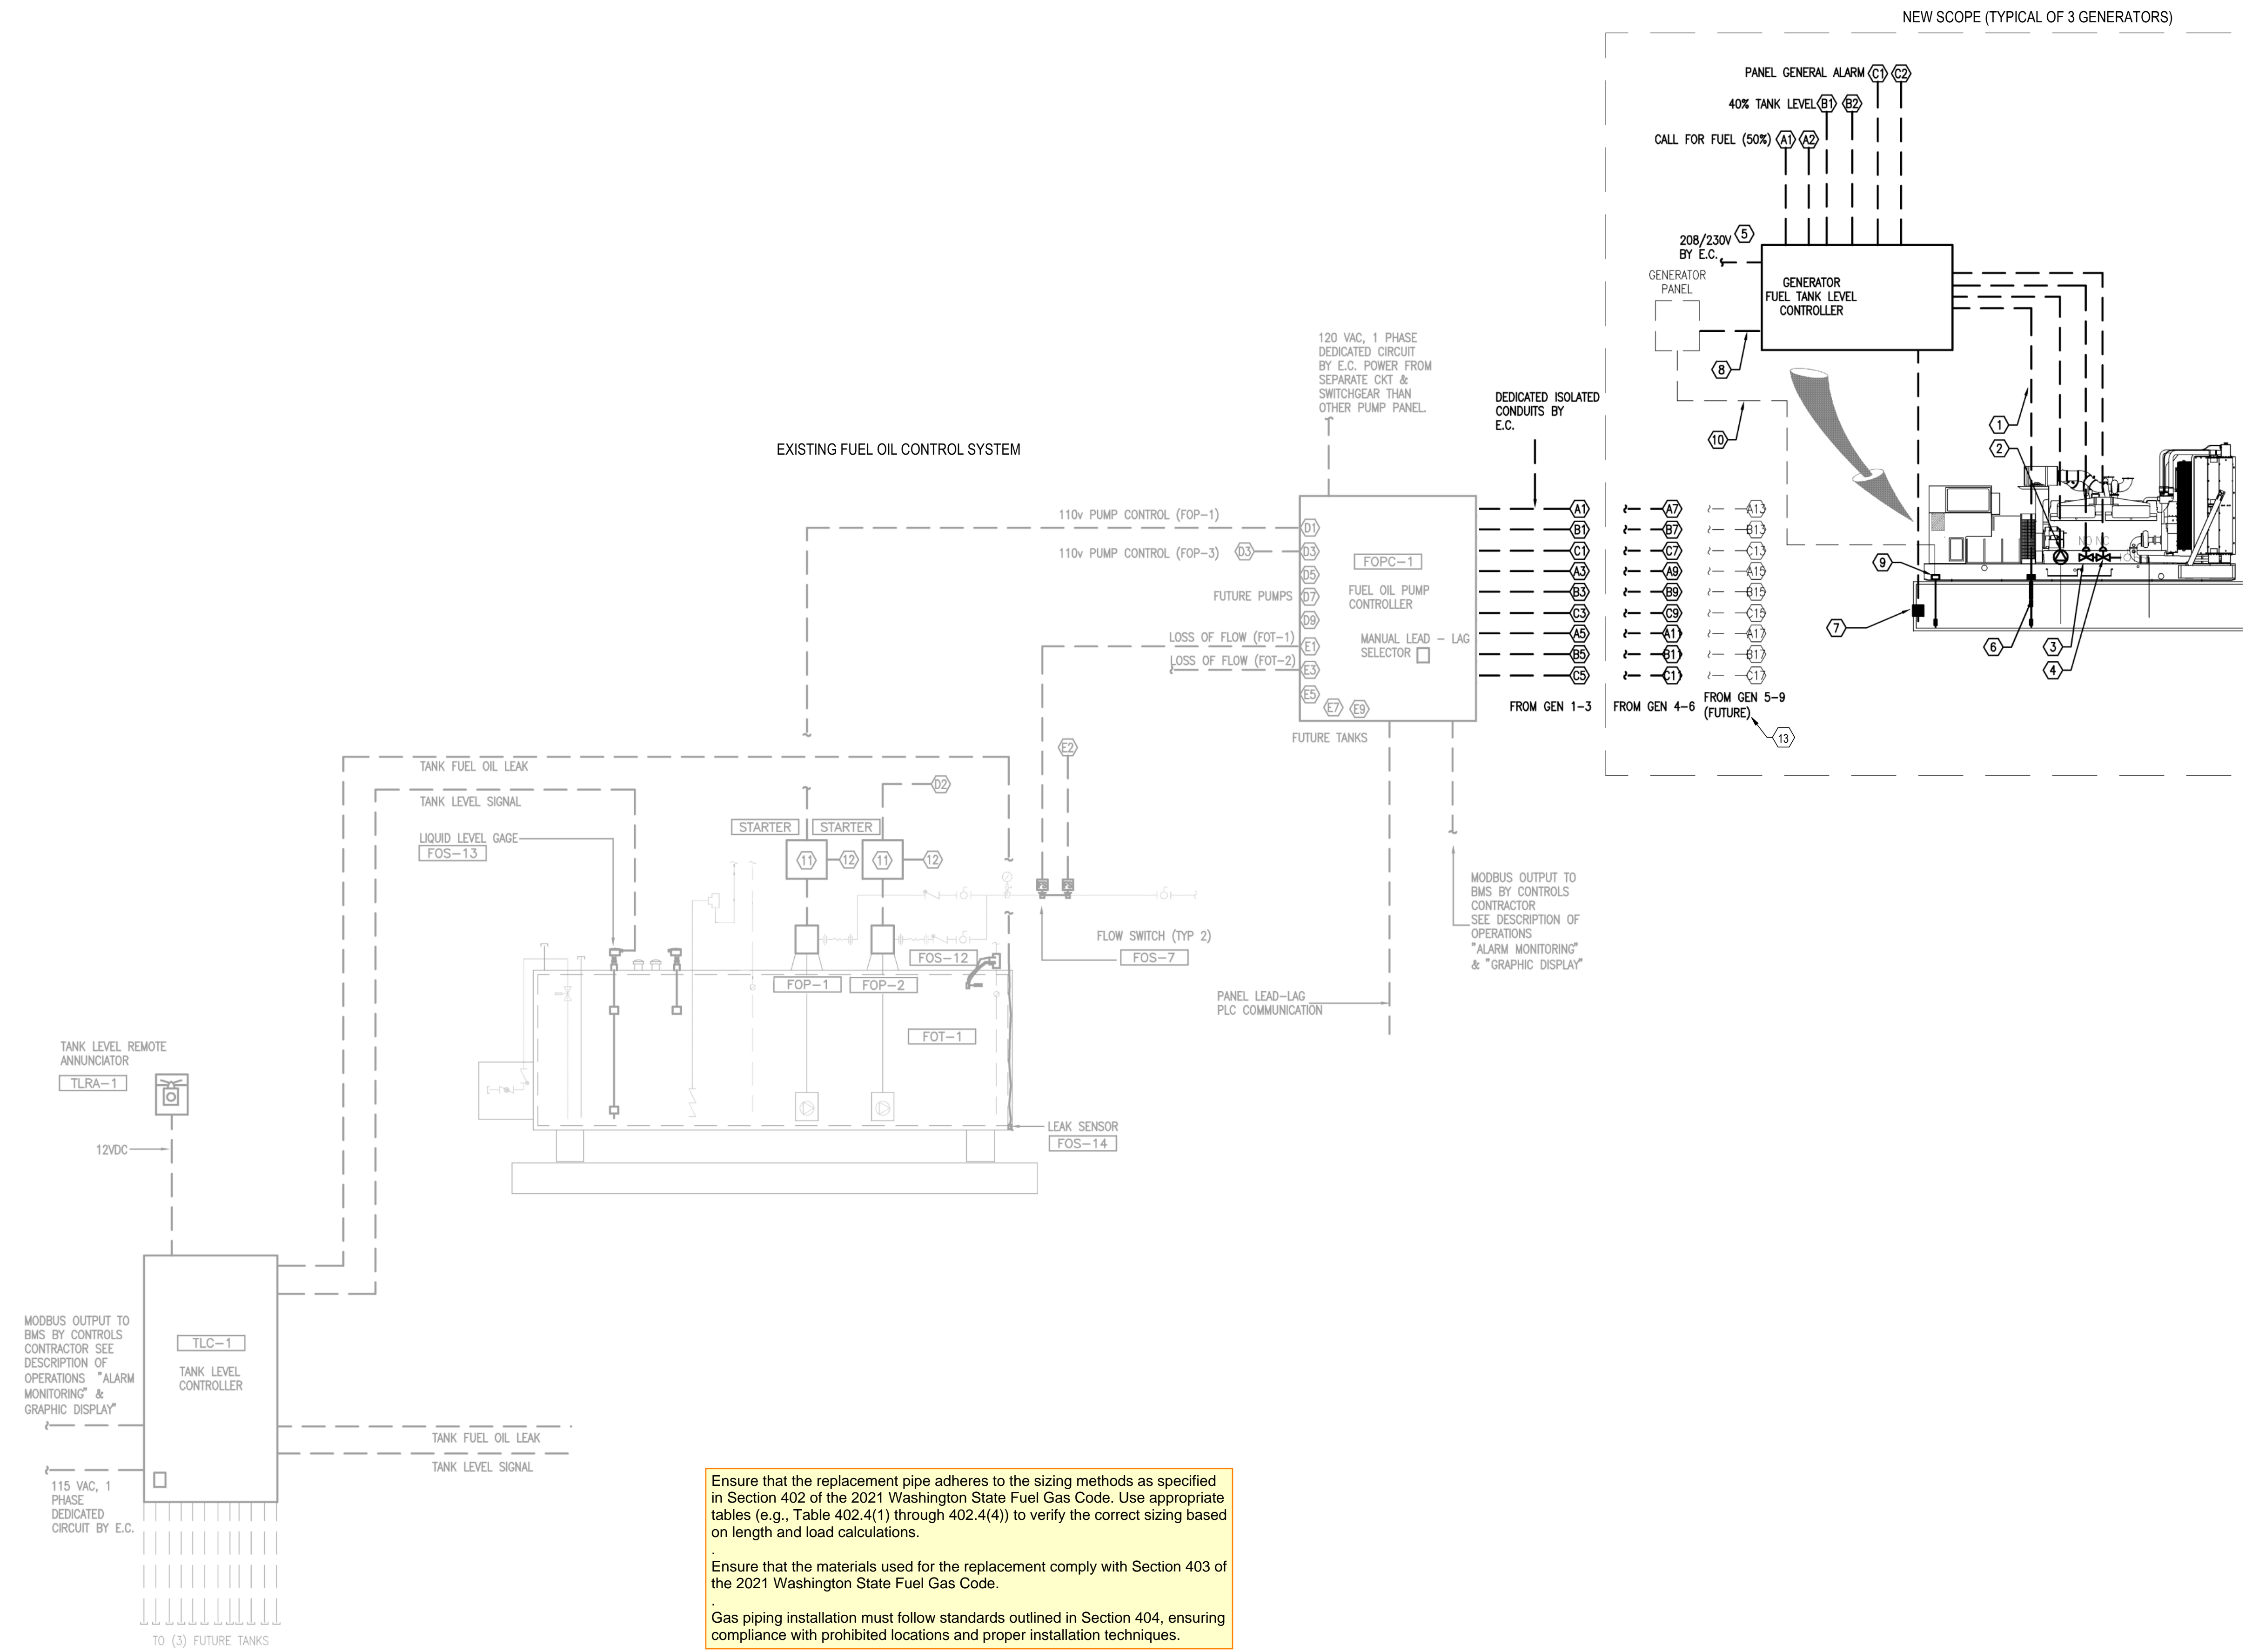 NEW SCOPE (TYPICAL OF 3 GENERATORS)
PANEL GENERAL ALARM C1 C2
40% TANK LEVEL B1 B2
CALL FOR FUEL (50%) A1 A2
208/230V 5
BY E.C.
GENERATOR
PANEL
GENERATOR
FUEL TANK LEVEL
CONTROLLER
8
10
1
2
NO NC
9
7
6
3
4
EXISTING FUEL OIL CONTROL SYSTEM
120 VAC, 1 PHASE
DEDICATED CIRCUIT
BY E.C. POWER FROM
SEPARATE CKT &
SWITCHGEAR THAN
OTHER PUMP PANEL.
DEDICATED ISOLATED
CONDUITS BY
E.C.
110v PUMP CONTROL (FOP-1)
D1
110v PUMP CONTROL (FOP-3) D3
D3
D5
FUTURE PUMPS D7
D9
LOSS OF FLOW (FOT-1)
E1
LOSS OF FLOW (FOT-2)
E3
E5
E7 E9
FOPC-1
FUEL OIL PUMP
CONTROLLER
MANUAL LEAD - LAG
SELECTOR
A1 A7 A13
B1 B7 B13
C1 C7 C13
A3 A9 A15
B3 B9 B15
C3 C9 C15
A5 A11 A17
B5 B11 B17
C5 C11 C17
FROM GEN 1-3
FROM GEN 4-6
FROM GEN 5-9
(FUTURE)
13
FUTURE TANKS
TANK FUEL OIL LEAK
TANK LEVEL SIGNAL
E2
D2
LIQUID LEVEL GAGE
FOS-13
STARTER STARTER
11 12 11 12
FLOW SWITCH (TYP 2)
FOS-7
FOS-12
FOP-1 FOP-2
FOT-1
LEAK SENSOR
FOS-14
MODBUS OUTPUT TO
BMS BY CONTROLS
CONTRACTOR
SEE DESCRIPTION OF
OPERATIONS
"ALARM MONITORING"
& "GRAPHIC DISPLAY"
PANEL LEAD-LAG
PLC COMMUNICATION
TANK LEVEL REMOTE
ANNUNCIATOR
TLRA-1
12VDC
MODBUS OUTPUT TO
BMS BY CONTROLS
CONTRACTOR SEE
DESCRIPTION OF
OPERATIONS "ALARM
MONITORING" &
GRAPHIC DISPLAY"
TLC-1
TANK LEVEL
CONTROLLER
TANK FUEL OIL LEAK
TANK LEVEL SIGNAL
115 VAC, 1
PHASE
DEDICATED
CIRCUIT BY E.C.
TO (3) FUTURE TANKS
Ensure that the replacement pipe adheres to the sizing methods as specified
in Section 402 of the 2021 Washington State Fuel Gas Code. Use appropriate
tables (e.g., Table 402.4(1) through 402.4(4)) to verify the correct sizing based
on length and load calculations.
.
Ensure that the materials used for the replacement comply with Section 403 of
the 2021 Washington State Fuel Gas Code.
.
Gas piping installation must follow standards outlined in Section 404, ensuring
compliance with prohibited locations and proper installation techniques.